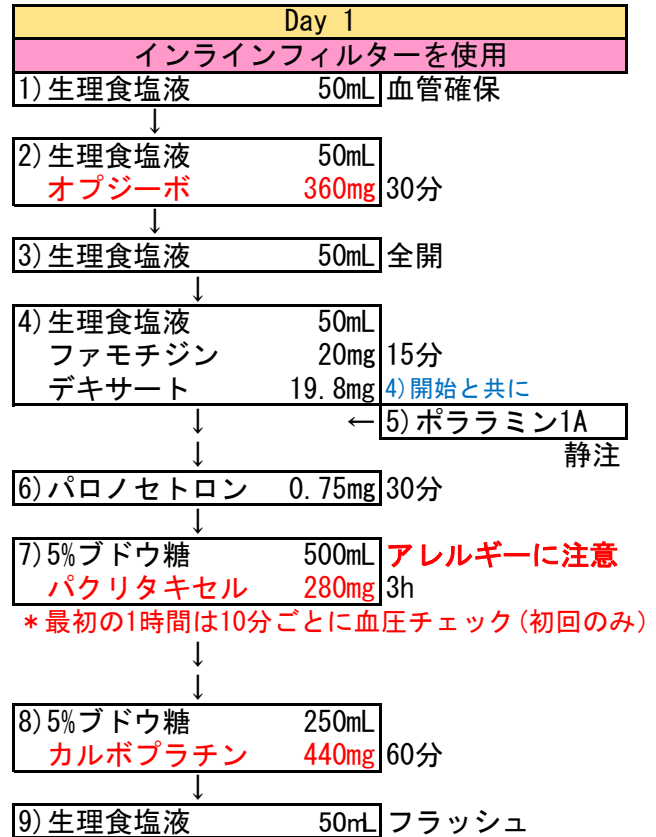 Day 1
インラインフィルターを使用
1)生理食塩液 50mL 血管確保
↓
2)生理食塩液 50mL
オプジーボ 360mg 30分
↓
3)生理食塩液 50mL 全開
↓
4)生理食塩液 50mL
ファモチジン 20mg 15分
デキサート 19.8mg 4)開始と共に
↓ ← 5)ポララミン1A
↓ 静注
6)パロノセトロン 0.75mg 30分
↓
7)5%ブドウ糖 500mL アレルギーに注意
パクリタキセル 280mg 3h
*最初の1時間は10分ごとに血圧チェック(初回のみ)
↓
↓
8)5%ブドウ糖 250mL
カルボプラチン 440mg 60分
↓
9)生理食塩液 50mL フラッシュ